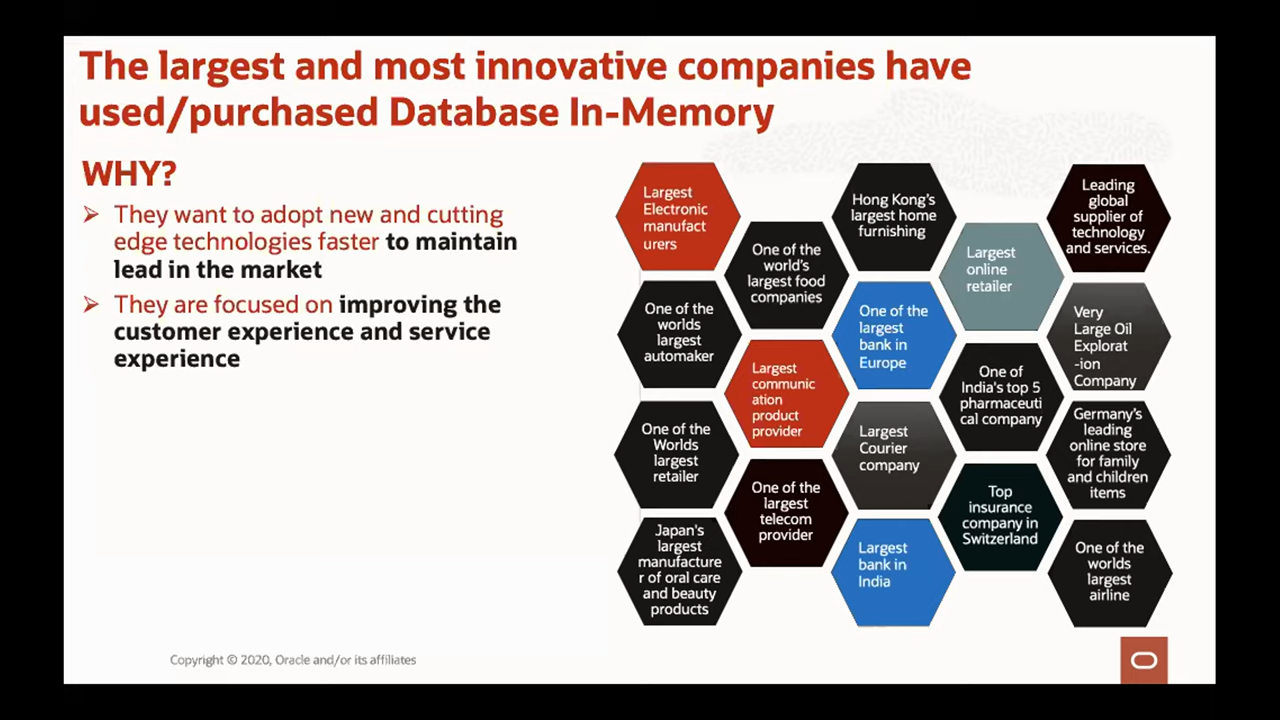 The largest and most innovative companies have
used/purchased Database In-Memory
WHY?
➢ They want to adopt new and cutting
edge technologies faster to maintain
lead in the market
➢ They are focused on improving the
customer experience and service
experience
Largest
Electronic
manufact
urers
One of the
worlds
largest
automaker
One of the
Worlds
largest
retailer
Japan's
largest
manufacture
r of oral care
and beauty
products
One of the
world's
largest food
companies
Largest
communic
ation
product
provider
One of the
largest
telecom
provider
Hong Kong's
largest home
furnishing
One of the
largest
bank in
Europe
Largest
Courier
company
Largest
bank in
India
Largest
online
retailer
One of
India's top 5
pharmaceuti
cal company
Top
insurance
company in
Switzerland
Leading
global
supplier of
technology
and services.
Very
Large Oil
Explorat
-ion
Company
Germany's
leading
online store
for family
and children
items
One of the
worlds
largest
airline
Copyright © 2020, Oracle and/or its affiliates